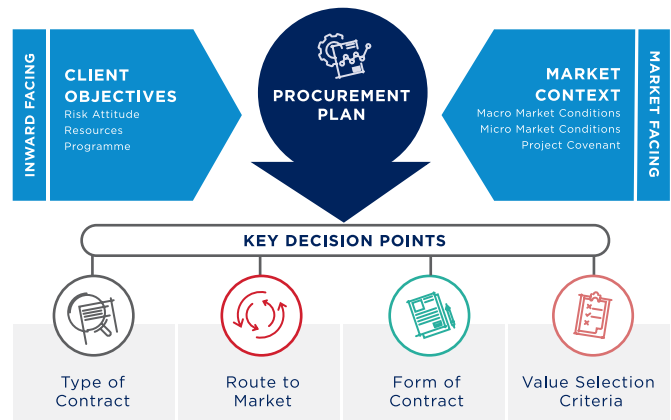 INWARD FACING
CLIENT
OBJECTIVES
Risk Attitude
Resources
Programme
PROCUREMENT
PLAN
MARKET
CONTEXT
Macro Market Conditions
Micro Market Conditions
Project Covenant
MARKET FACING
KEY DECISION POINTS
Type of
Contract
Route to
Market
Form of
Contract
Value Selection
Criteria